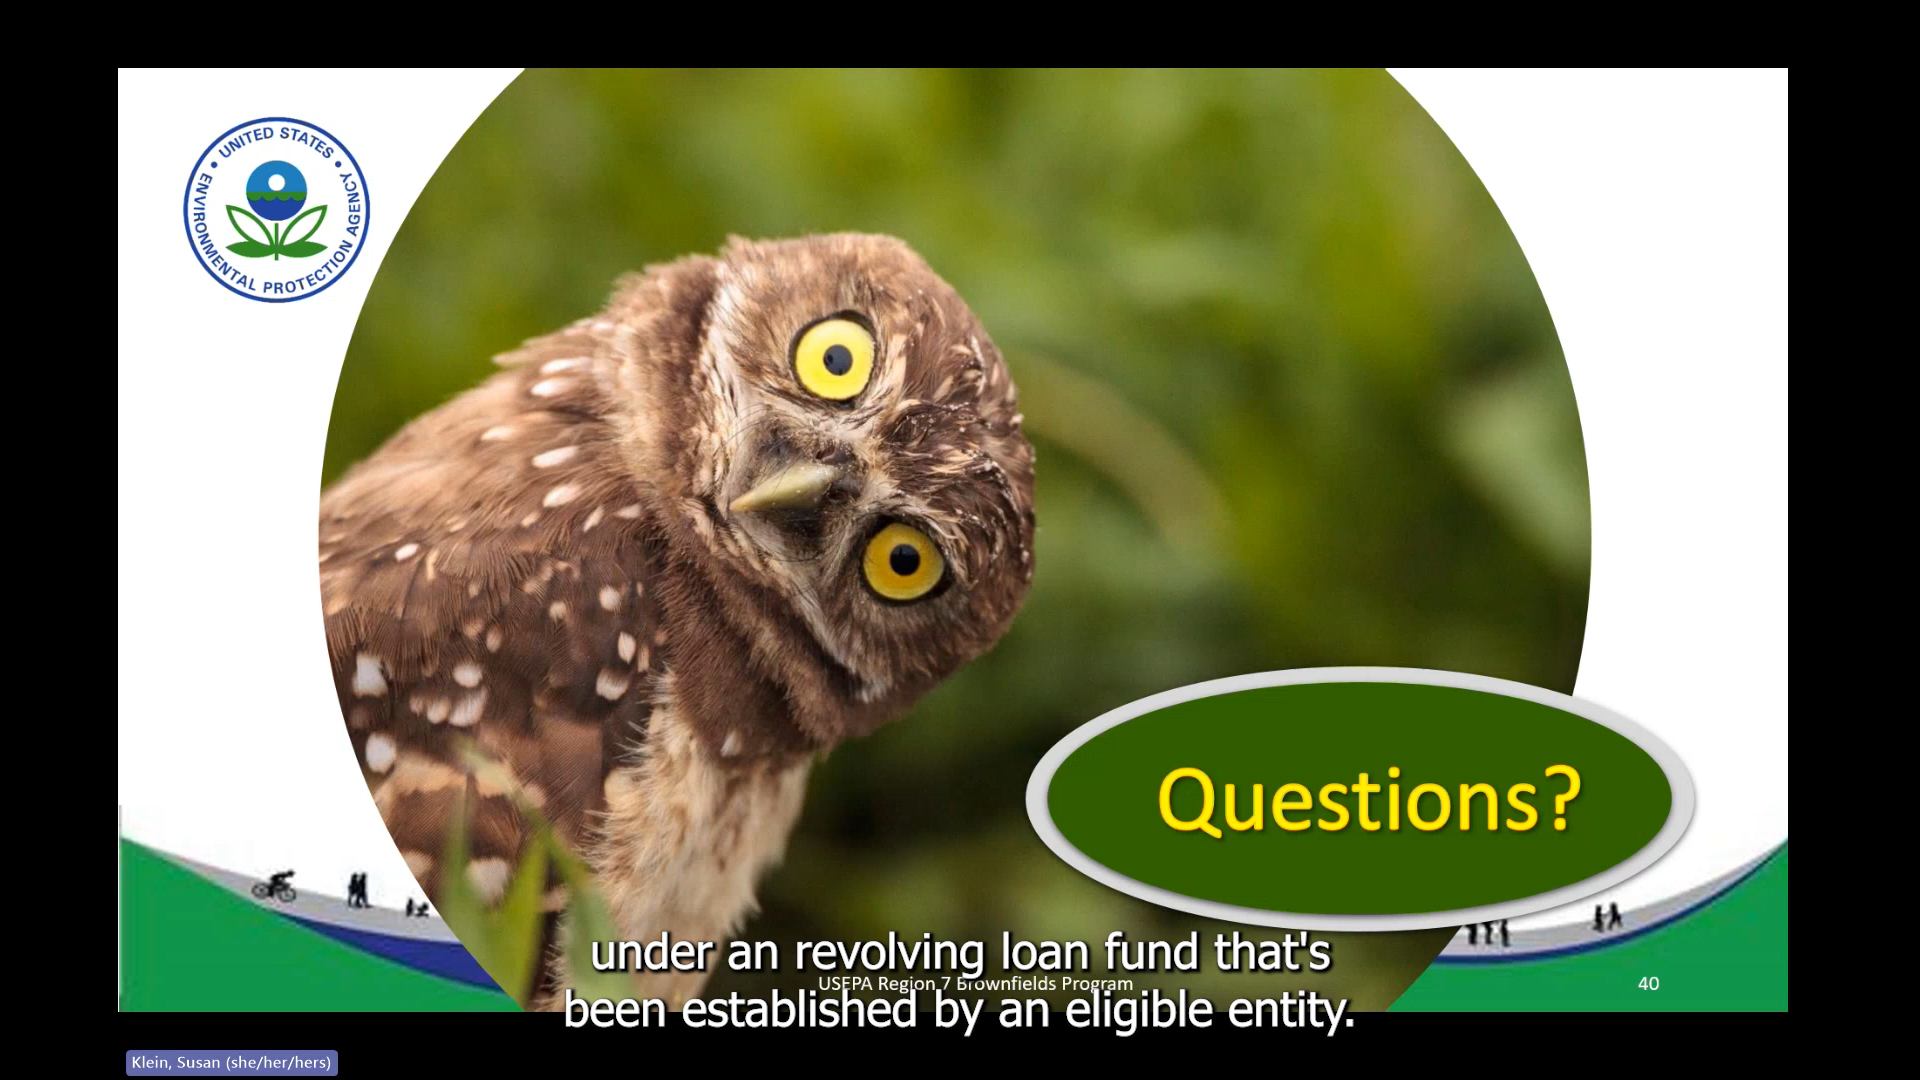 UNITED STATES
ENVIRONMENTAL PROTECTION AGENCY
Questions?
under an revolving loan fund that's
USEPA Region 7 Brownfields Program
40
been established by an eligible entity.
Klein, Susan (she/her/hers)